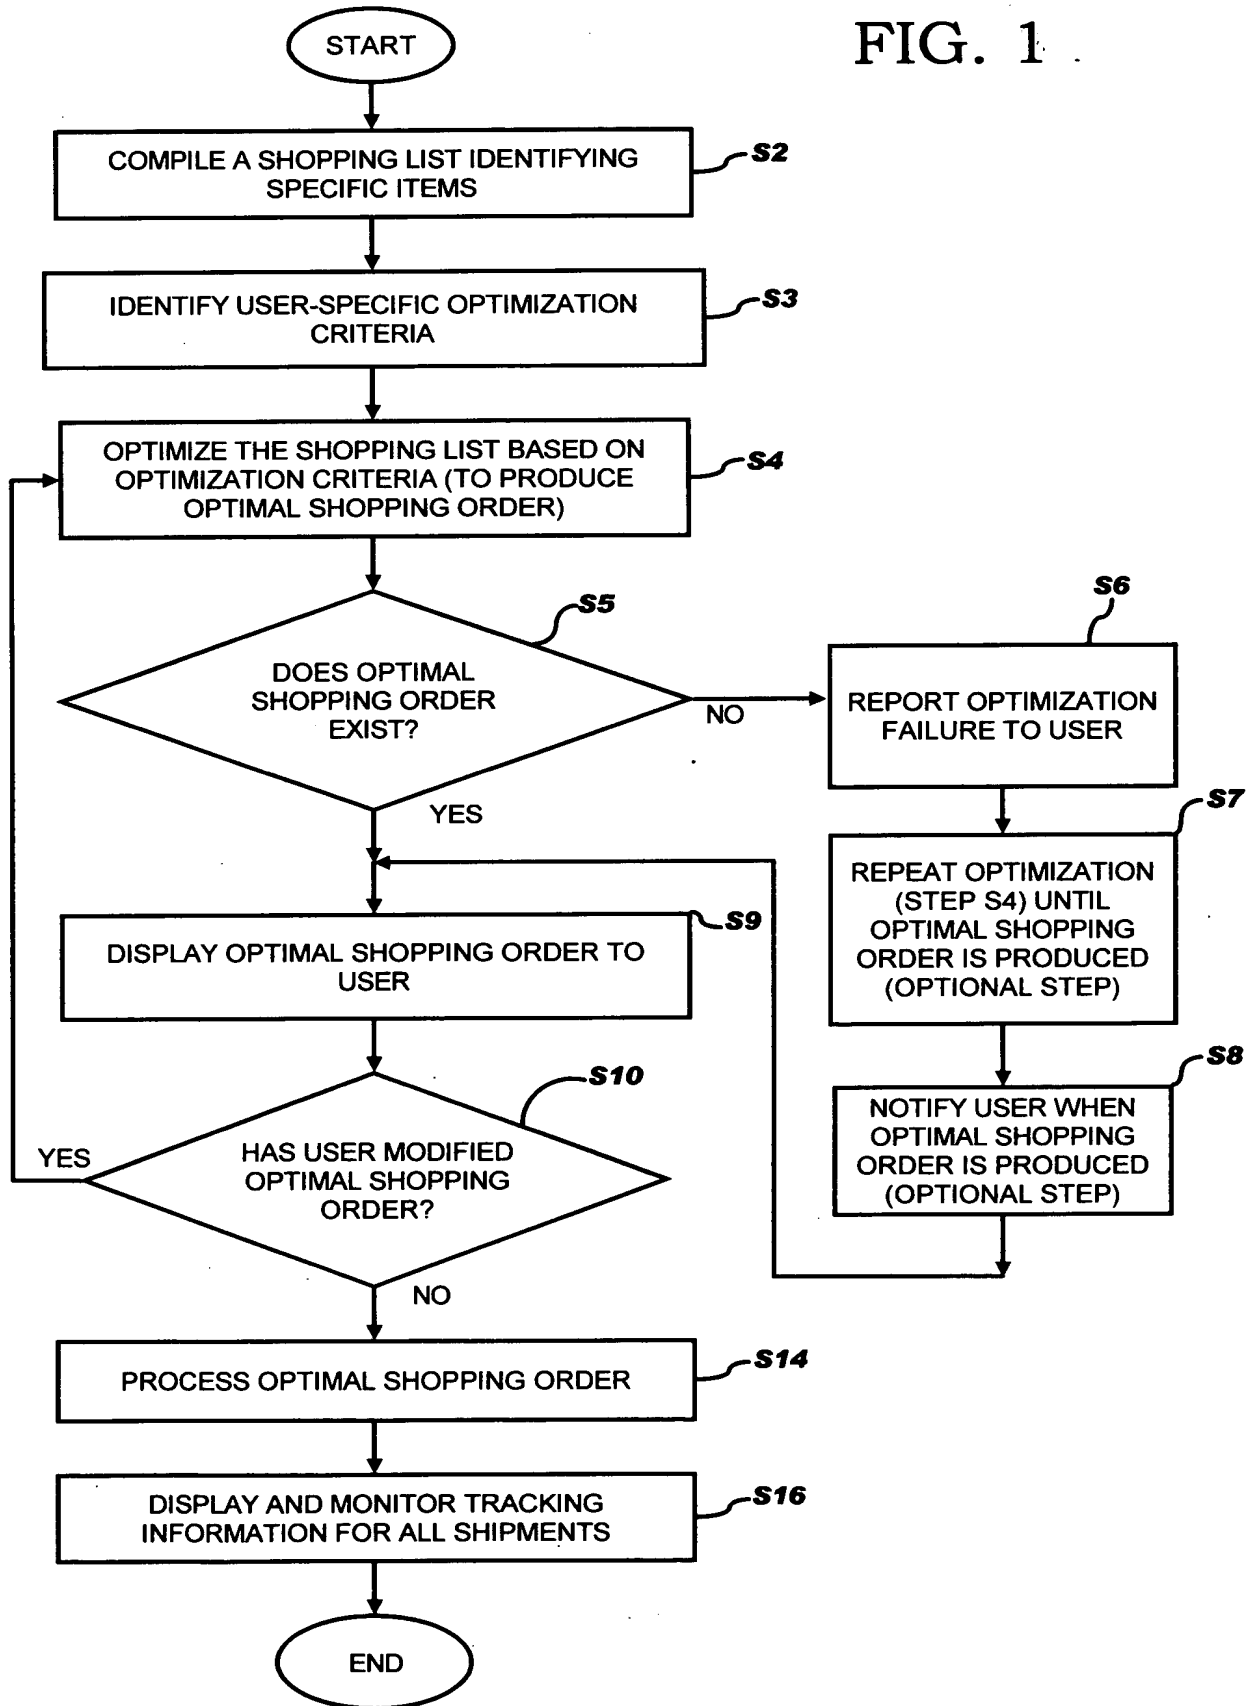 FIG. 1
START
COMPILE A SHOPPING LIST IDENTIFYING
SPECIFIC ITEMS
S2
IDENTIFY USER-SPECIFIC OPTIMIZATION
CRITERIA
S3
OPTIMIZE THE SHOPPING LIST BASED ON
OPTIMIZATION CRITERIA (TO PRODUCE
OPTIMAL SHOPPING ORDER)
S4
DOES OPTIMAL
SHOPPING ORDER
EXIST?
S5
NO
YES
S6
REPORT OPTIMIZATION
FAILURE TO USER
S7
REPEAT OPTIMIZATION
(STEP S4) UNTIL
OPTIMAL SHOPPING
ORDER IS PRODUCED
(OPTIONAL STEP)
S8
NOTIFY USER WHEN
OPTIMAL SHOPPING
ORDER IS PRODUCED
(OPTIONAL STEP)
DISPLAY OPTIMAL SHOPPING ORDER TO
USER
S9
HAS USER MODIFIED
OPTIMAL SHOPPING
ORDER?
S10
YES
NO
PROCESS OPTIMAL SHOPPING ORDER
S14
DISPLAY AND MONITOR TRACKING
INFORMATION FOR ALL SHIPMENTS
S16
END